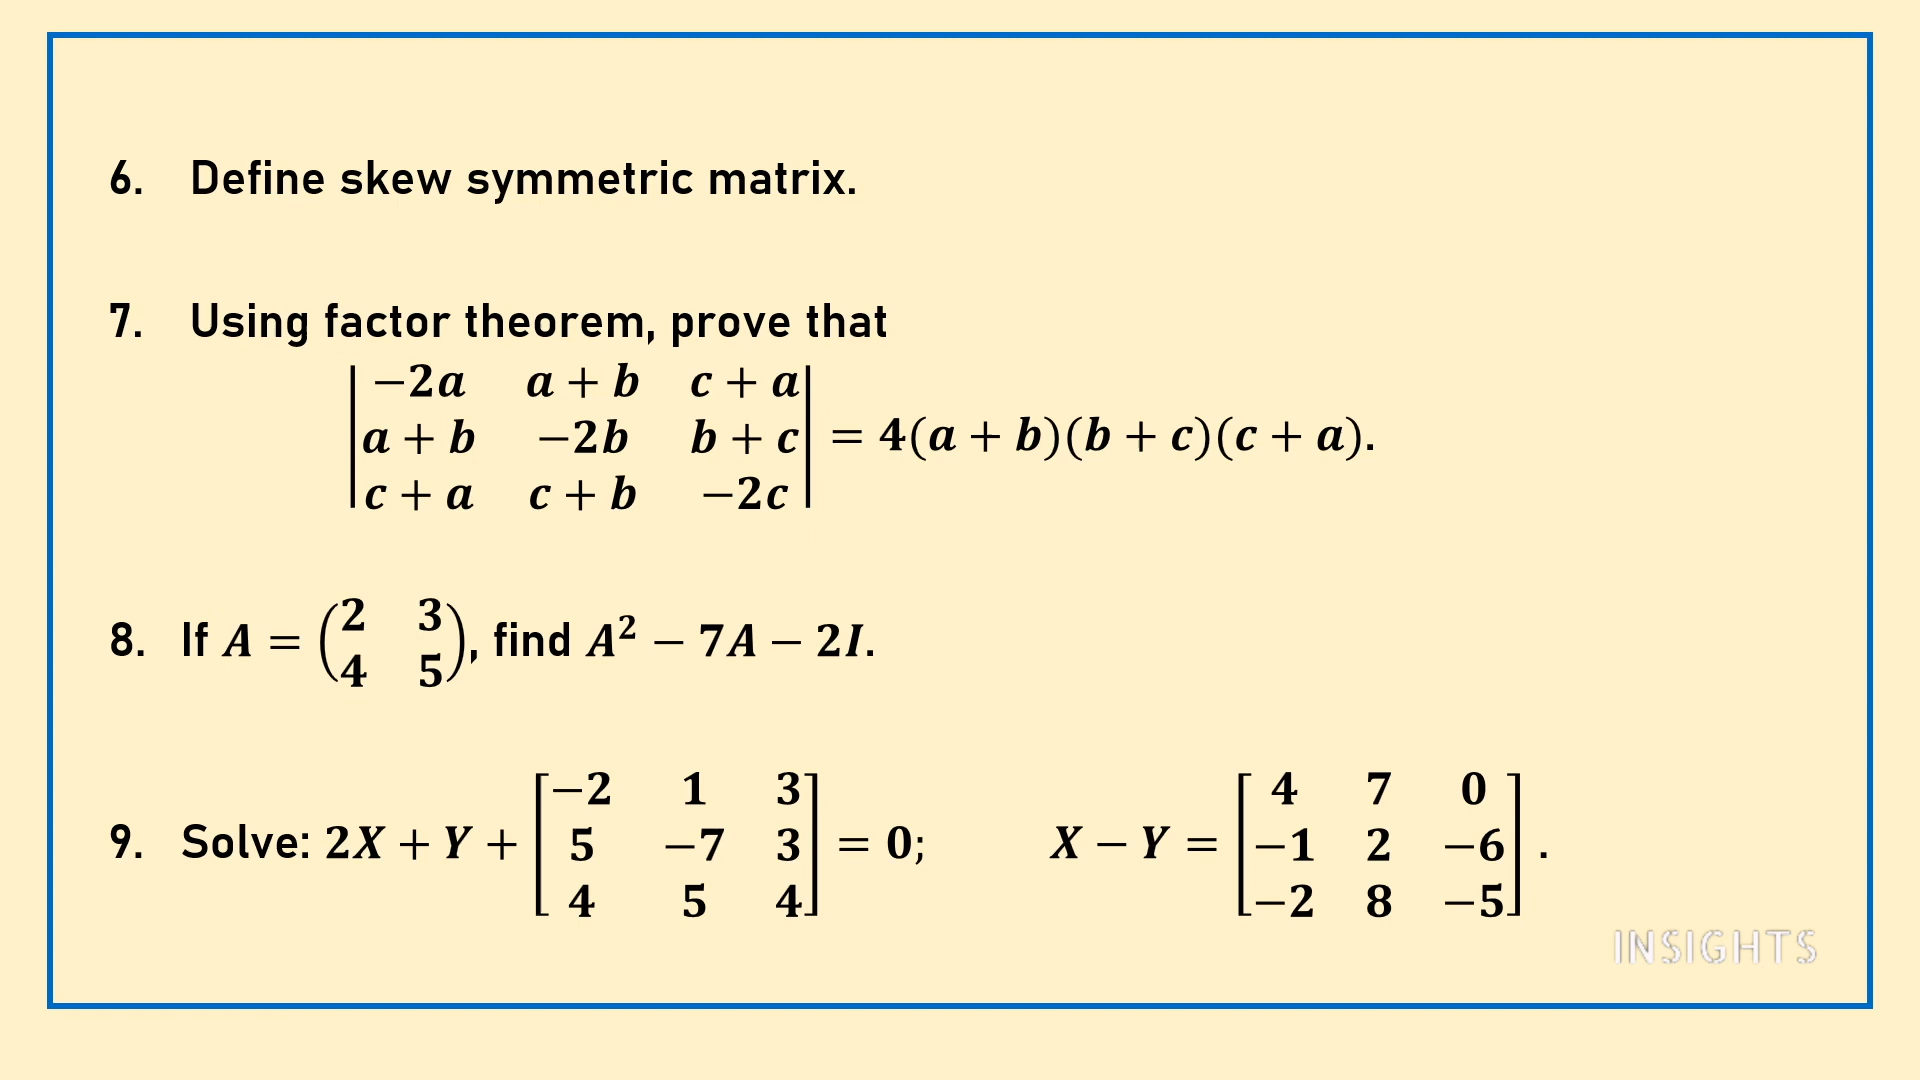 6. Define skew symmetric matrix.
7. Using factor theorem, prove that
|−2a a + b c + a|
|a + b −2b b + c| = 4(a + b)(b + c)(c + a).
|c + a c + b −2c|
8. If A = (2 3; 4 5), find A² − 7A − 2I.
9. Solve: 2X + Y + [−2 1 3; 5 −7 3; 4 5 4] = 0; X − Y = [4 7 0; −1 2 −6; −2 8 −5].
INSIGHTS